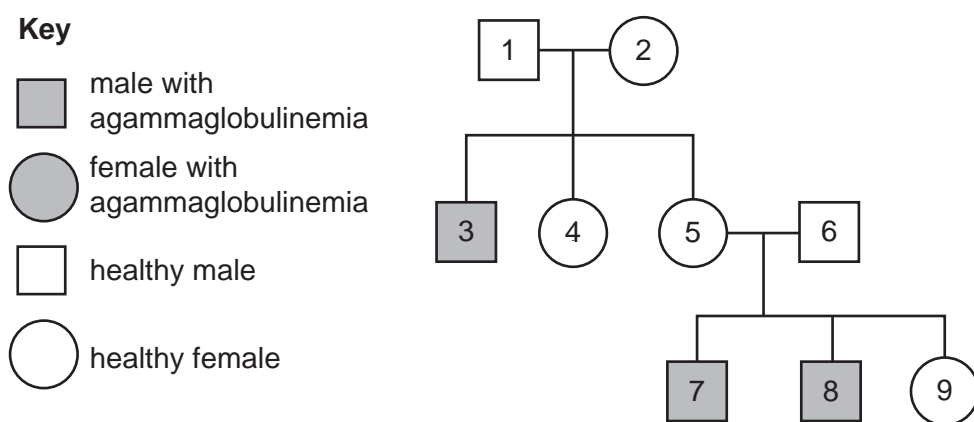 Key
male with
agammaglobulinemia
female with
agammaglobulinemia
healthy male
healthy female
1
2
3
4
5
6
7
8
9